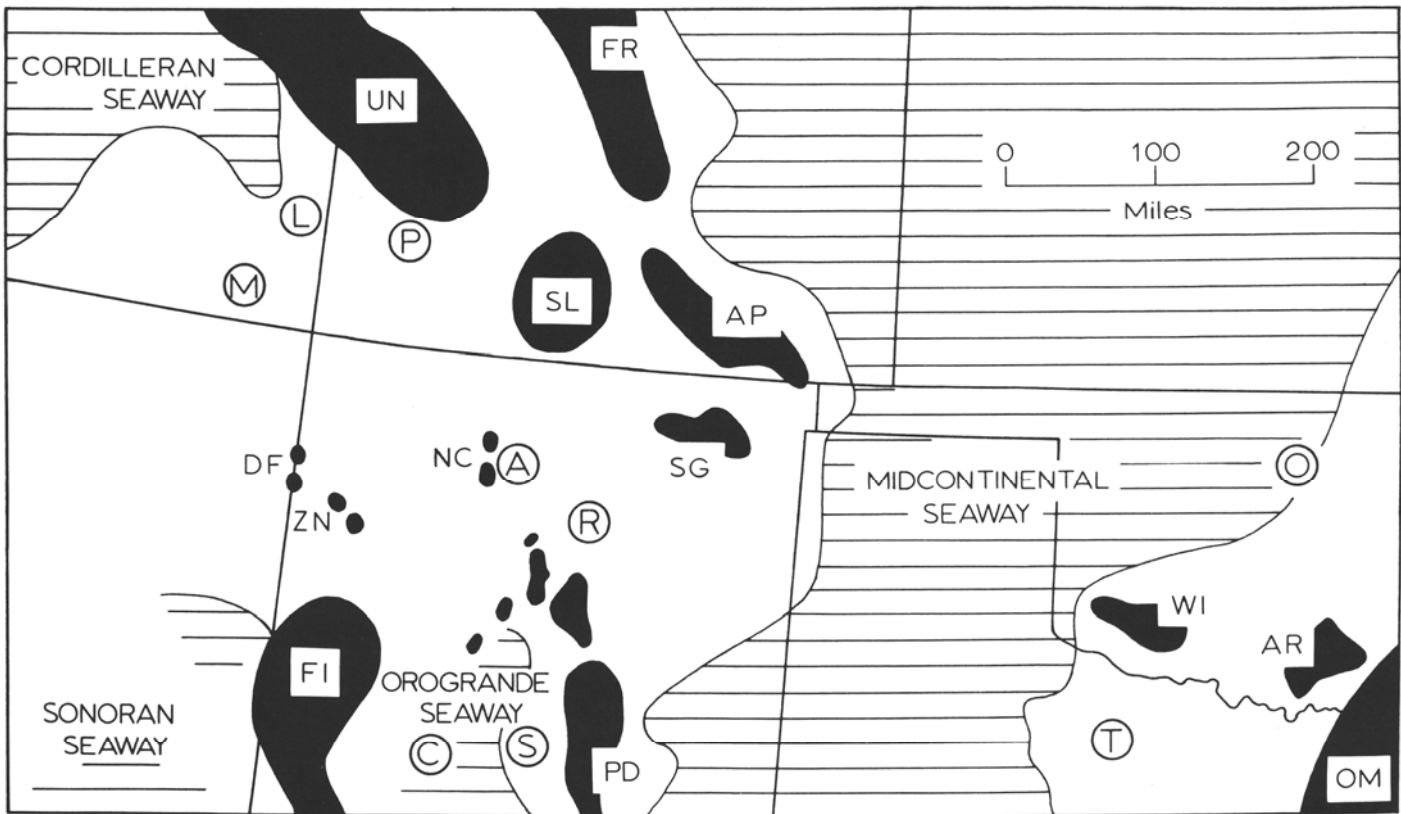 FR
CORDILLERAN
SEAWAY
UN
0 100 200
Miles
L
P
M
SL
AP
DF
NC
A
SG
ZN
R
MIDCONTINENTAL
SEAWAY
O
WI
AR
FI
OROGRANDE
SEAWAY
SONORAN
SEAWAY
C
S
T
PD
OM